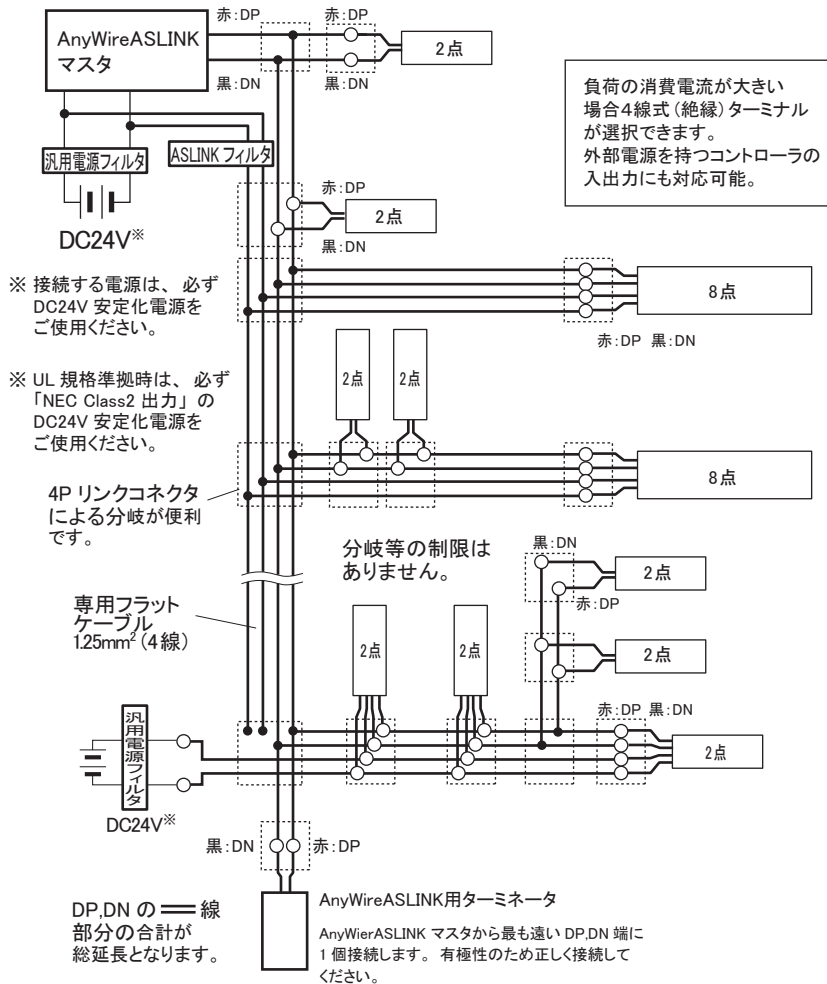 赤:DP
赤:DP
AnyWireASLINK
マスタ
2点
黒:DN
黒:DN
負荷の消費電流が大きい
場合4線式(絶縁)ターミナル
が選択できます。
外部電源を持つコントローラの
入出力にも対応可能。
汎用電源フィルタ
ASLINKフィルタ
DC24V※
赤:DP
2点
黒:DN
※ 接続する電源は、必ず
DC24V 安定化電源を
ご使用ください。
8点
赤:DP 黒:DN
※ UL 規格準拠時は、必ず
「NEC Class2 出力」の
DC24V 安定化電源を
ご使用ください。
2点
2点
8点
4P リンクコネクタ
による分岐が便利
です。
分岐等の制限は
ありません。
黒:DN
2点
赤:DP
専用フラット
ケーブル
1.25mm²(4線)
2点
2点
2点
赤:DP 黒:DN
汎用電源フィルタ
2点
DC24V※
黒:DN
赤:DP
DP,DN の 線
部分の合計が
総延長となります。
AnyWireASLINK用ターミネータ
AnyWierASLINK マスタから最も遠い DP,DN 端に
1 個接続します。有極性のため正しく接続して
ください。